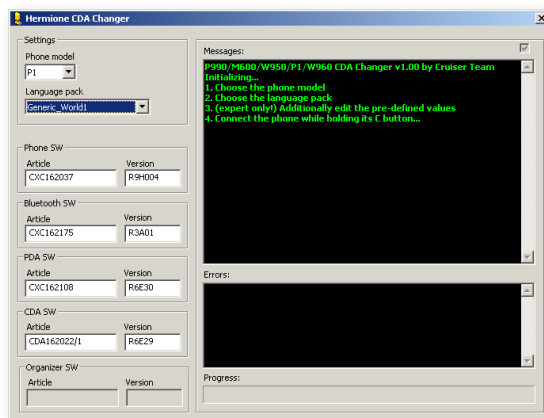 Hermione CDA Changer
Settings
Phone model
P1
Language pack
Generic_World1
Phone SW
Article Version
CXC162037 R9H004
Bluetooth SW
Article Version
CXC162175 R3A01
PDA SW
Article Version
CXC162108 R6E30
CDA SW
Article Version
CDA162022/1 R6E29
Organizer SW
Article Version
Messages:
P990/M600/W950/P1/W960 CDA Changer v1.00 by Cruiser Team
Initializing...
1. Choose the phone model
2. Choose the language pack
3. (expert only!) Additionally edit the pre-defined values
4. Connect the phone while holding its C button...
Errors:
Progress: